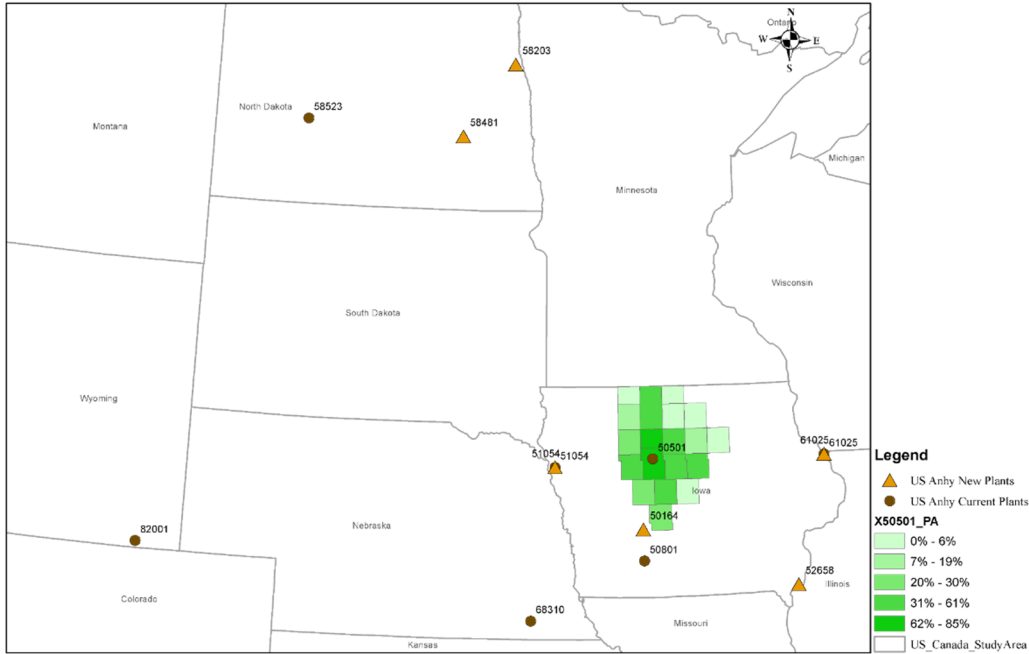 Ontario
N
W E
S
58203
North Dakota
58523
58481
Montana
Michigan
Minnesota
Wisconsin
South Dakota
Wyoming
50501
51054 51054
61025 61025
Iowa
50164
Nebraska
82001
50801
52658
Illinois
Colorado
68310
Missouri
Kansas
Legend
US Anhy New Plants
US Anhy Current Plants
X50501_PA
0% - 6%
7% - 19%
20% - 30%
31% - 61%
62% - 85%
US_Canada_StudyArea